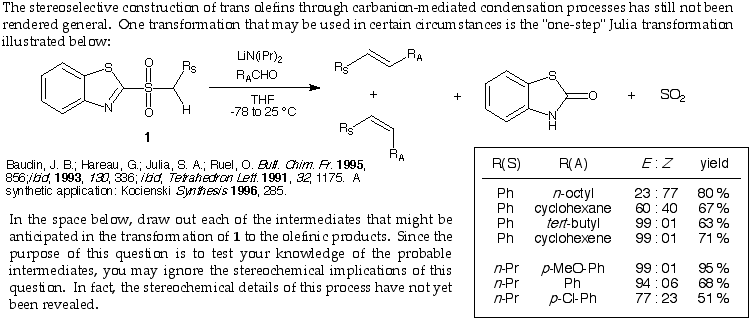 The stereoselective construction of trans olefins through carbanion-mediated condensation processes has still not been
rendered general. One transformation that may be used in certain circumstances is the "one-step" Julia transformation
illustrated below:
S
N
O
S
O
R_S
H
1
LiN(iPr)₂
R_ACHO
THF
-78 to 25 °C
R_S
R_A
+
R_S
R_A
+
S
N
H
O
+
SO₂
Baudin, J. B.; Hareau, G.; Julia, S. A.; Ruel, O. Bull. Chim. Fr. 1995,
856; ibid, 1993, 130, 336; ibid, Tetrahedron Lett. 1991, 32, 1175. A
synthetic application: Kocienski Synthesis 1996, 285.
In the space below, draw out each of the intermediates that might be
anticipated in the transformation of 1 to the olefinic products. Since the
purpose of this question is to test your knowledge of the probable
intermediates, you may ignore the stereochemical implications of this
question. In fact, the stereochemical details of this process have not yet
been revealed.
R(S) R(A) E : Z yield
Ph n-octyl 23 : 77 80 %
Ph cyclohexane 60 : 40 67 %
Ph tert-butyl 99 : 01 63 %
Ph cyclohexene 99 : 01 71 %
n-Pr p-MeO-Ph 99 : 01 95 %
n-Pr Ph 94 : 06 68 %
n-Pr p-Cl-Ph 77 : 23 51 %